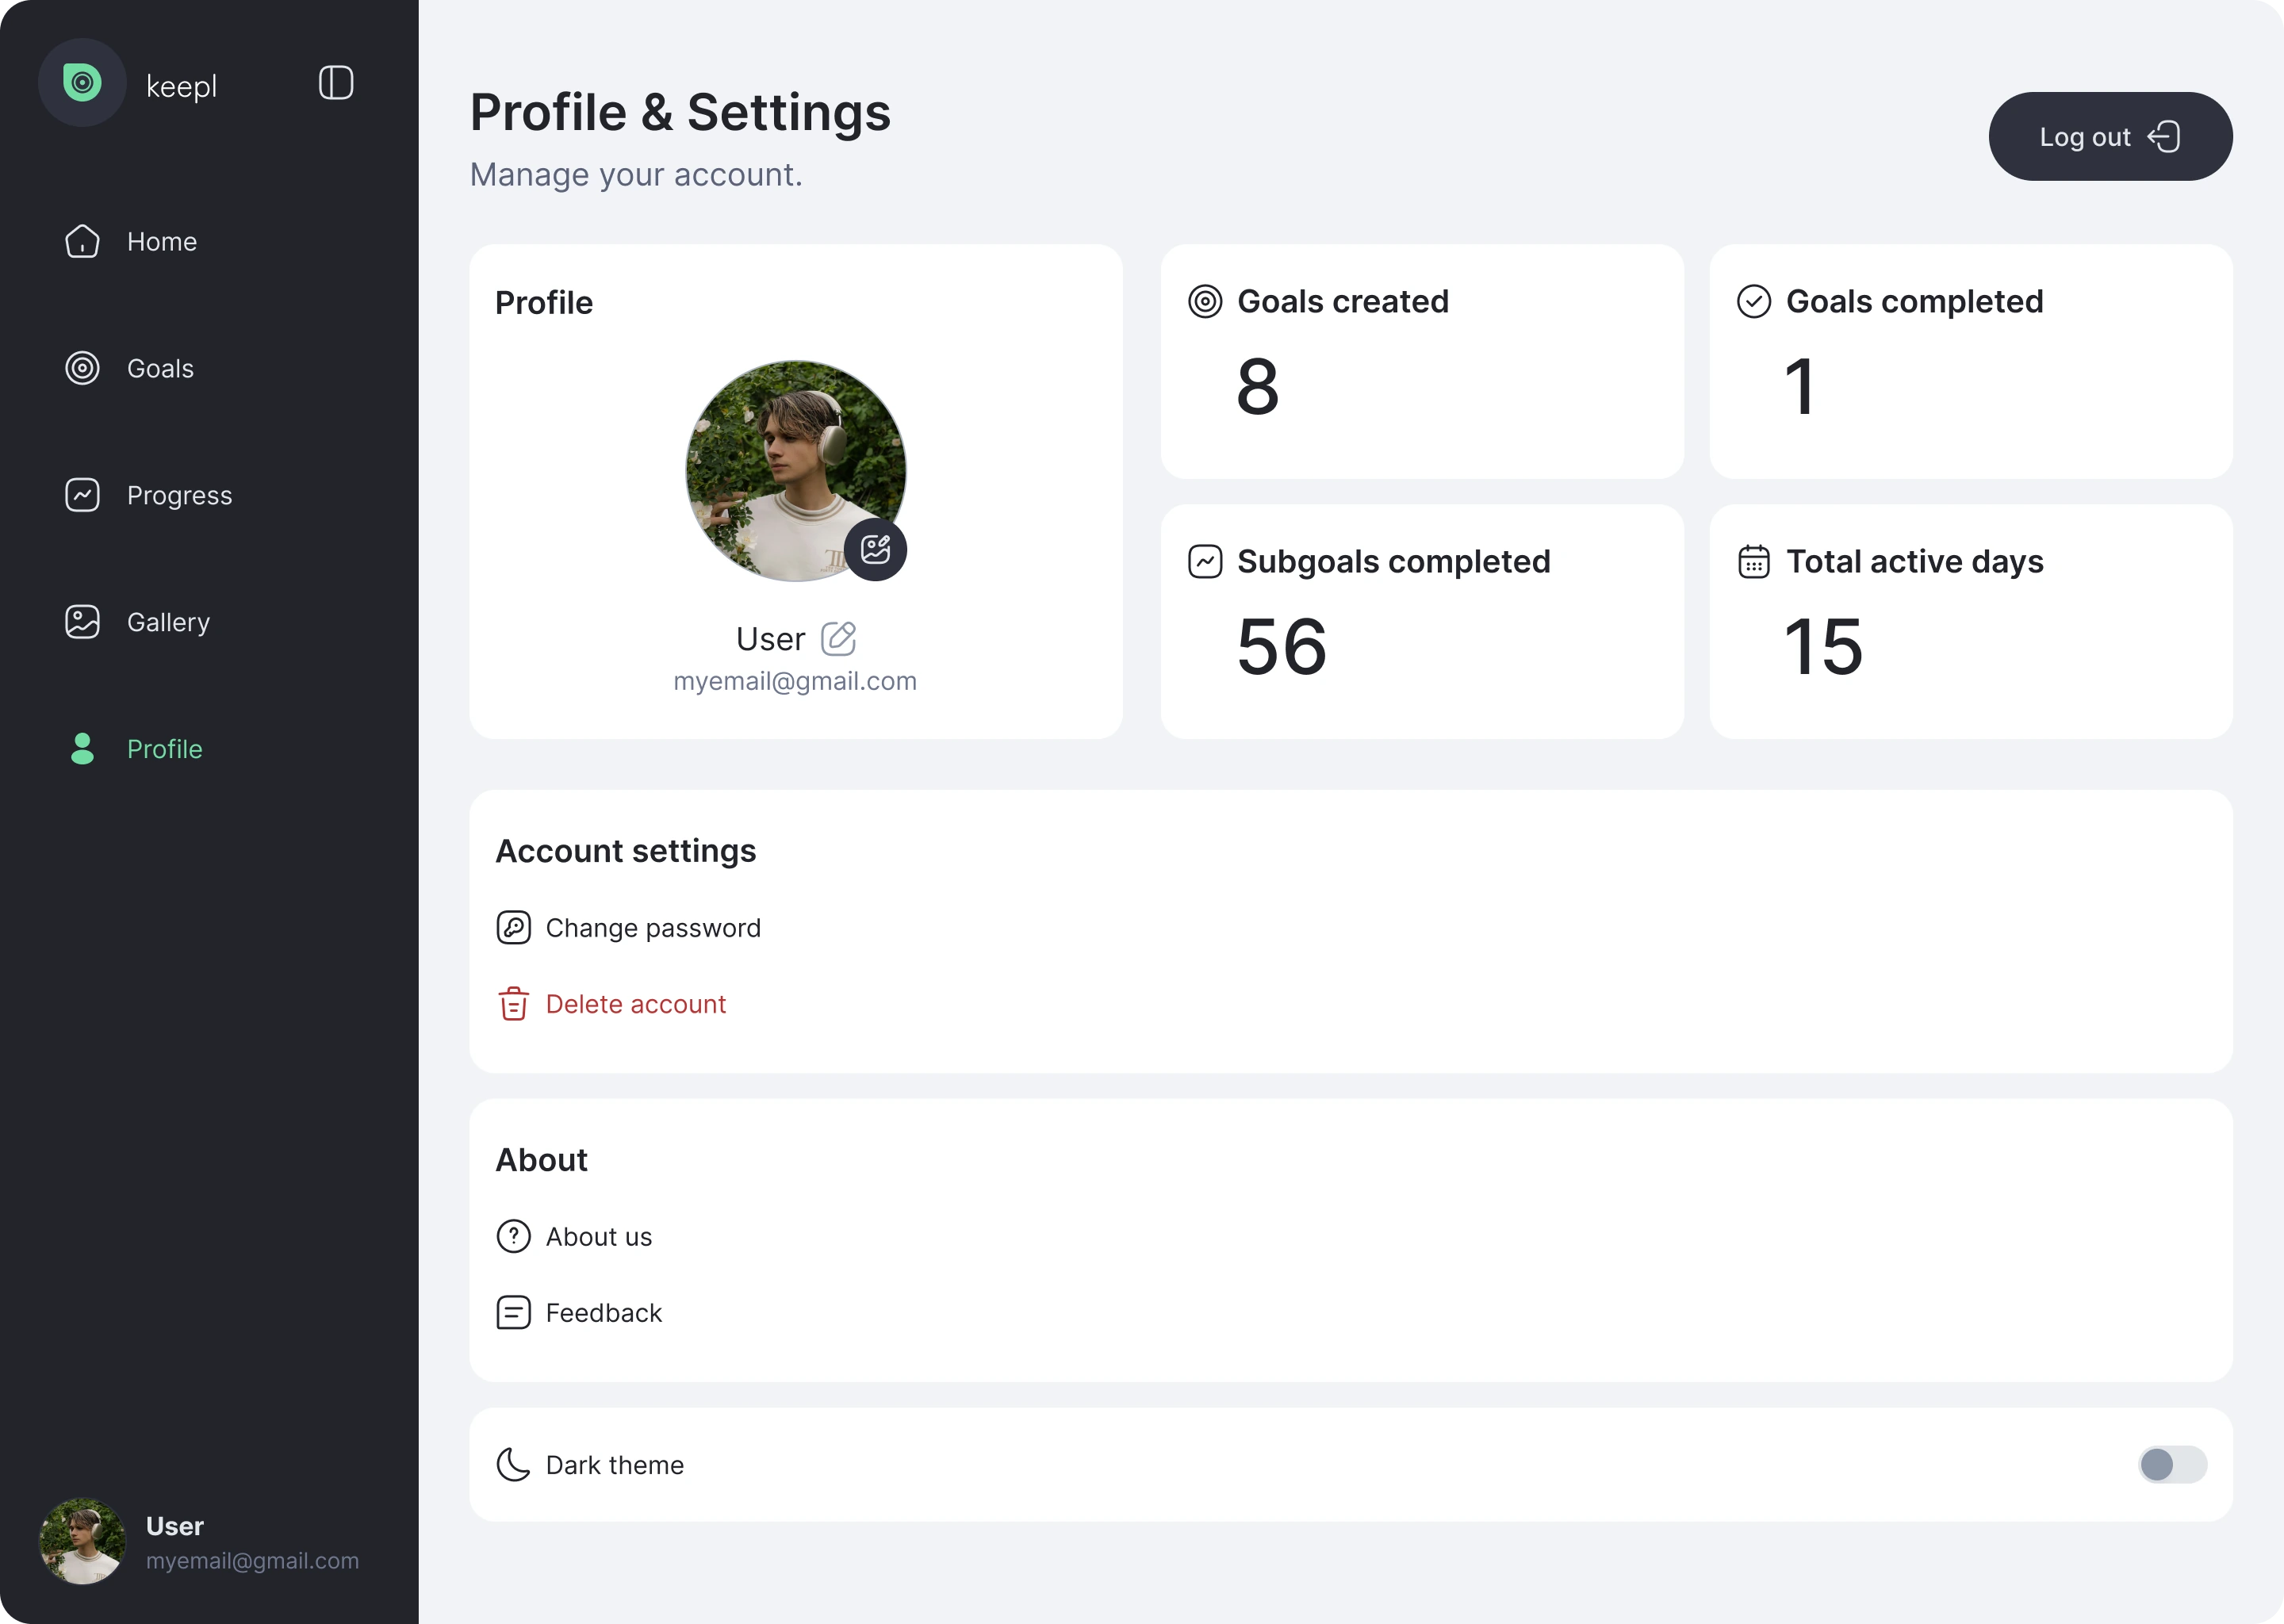 keepl
Home
Goals
Progress
Gallery
Profile
User
myemail@gmail.com
Profile & Settings
Manage your account.
Log out
Profile
User
myemail@gmail.com
Goals created
8
Goals completed
1
Subgoals completed
56
Total active days
15
Account settings
Change password
Delete account
About
About us
Feedback
Dark theme